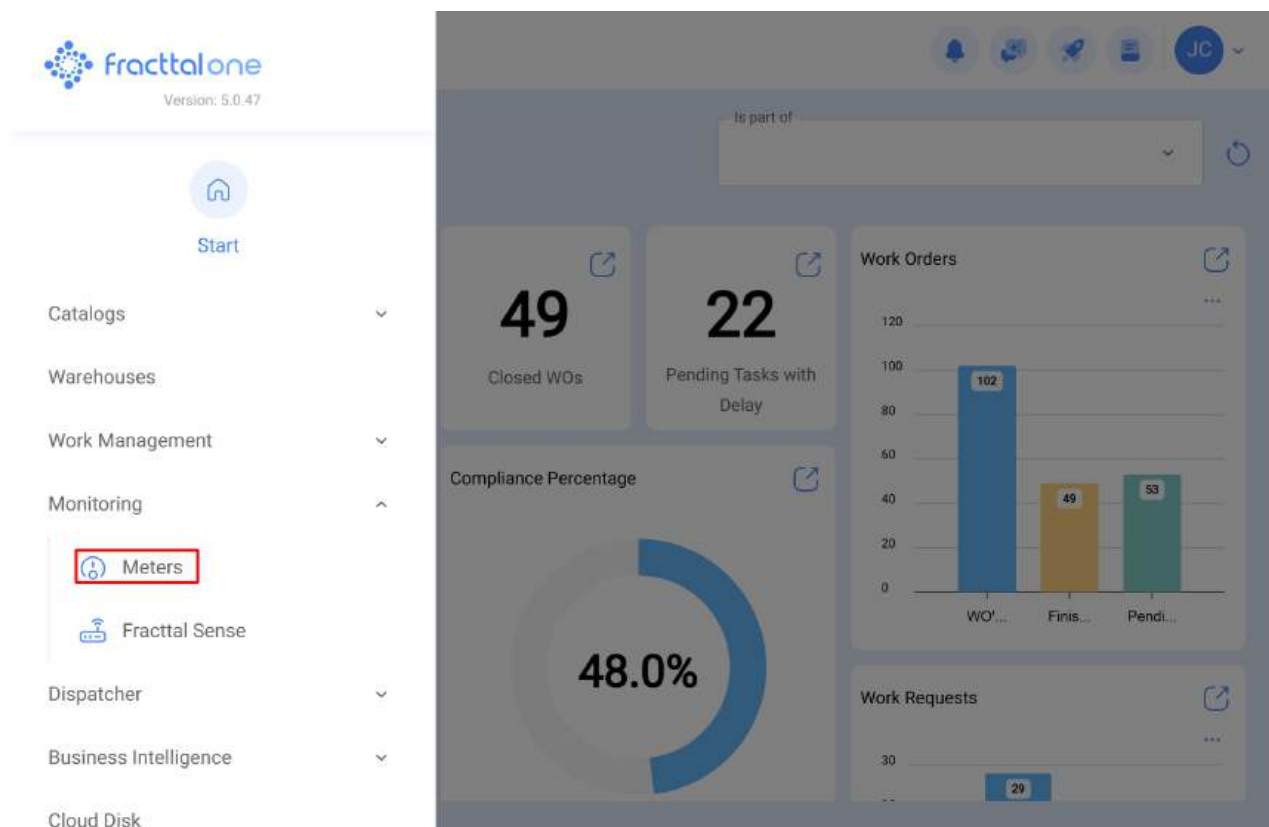 fracttal one
Version: 5.0.47
Start
Catalogs
Warehouses
Work Management
Monitoring
Meters
Fracttal Sense
Dispatcher
Business Intelligence
Cloud Disk
JC
Is part of
49
Closed WOs
22
Pending Tasks with
Delay
Work Orders
...
120
100
80
60
40
20
0
102
49
53
WO'...
Finis...
Pendi...
Compliance Percentage
48.0%
Work Requests
...
30
29